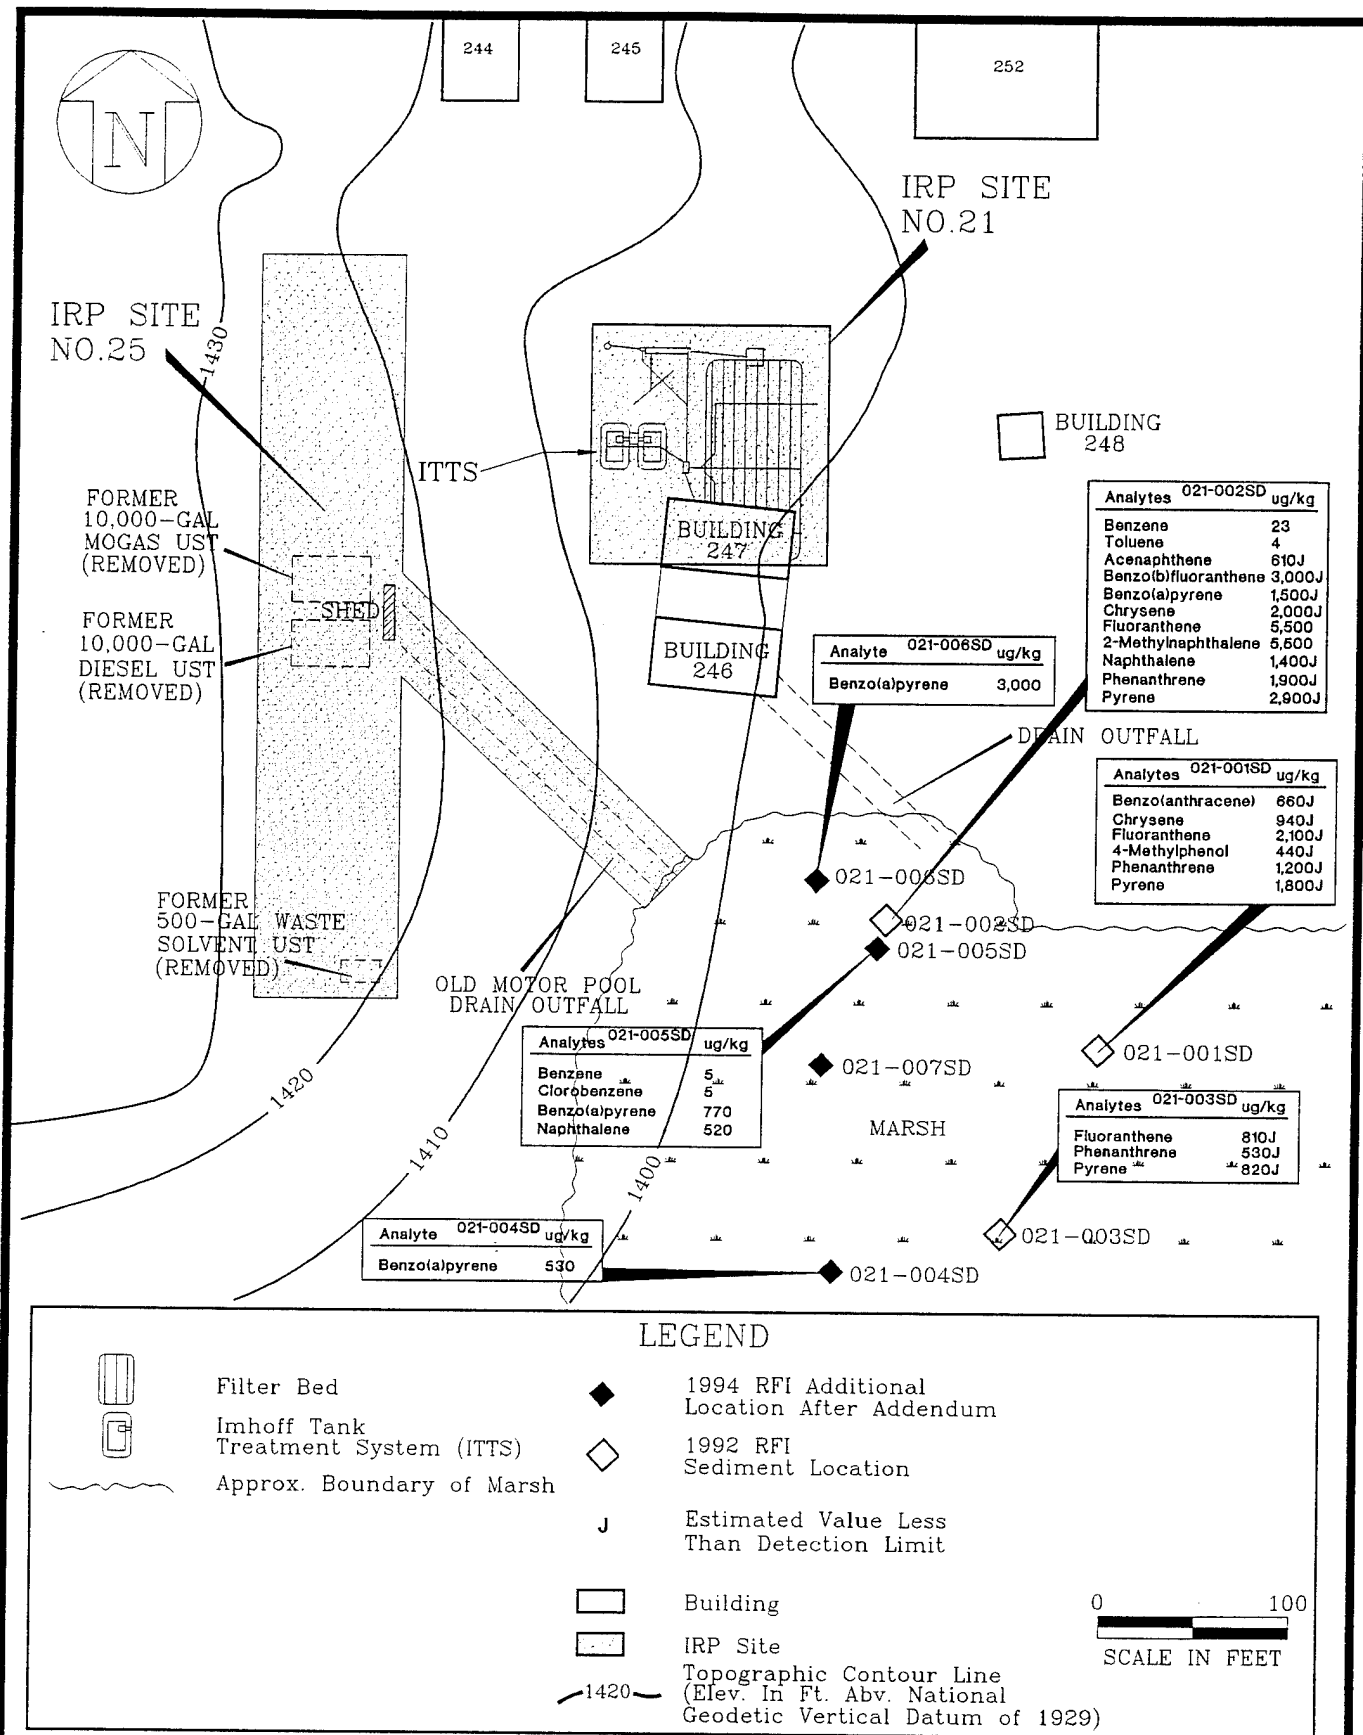 244
245
252
N
IRP SITE
NO.21
IRP SITE
NO.25
1430
ITTS
BUILDING
248
FORMER
10,000-GAL
MOGAS UST
(REMOVED)
SHED
FORMER
10,000-GAL
DIESEL UST
(REMOVED)
BUILDING
247
BUILDING
246
Analytes 021-002SD ug/kg
Benzene 23
Toluene 4
Acenaphthene 610J
Benzo(b)fluoranthene 3,000J
Benzo(a)pyrene 1,500J
Chrysene 2,000J
Fluoranthene 5,500
2-Methylnaphthalene 5,600
Naphthalene 1,400J
Phenanthrene 1,900J
Pyrene 2,900J
Analyte 021-006SD ug/kg
Benzo(a)pyrene 3,000
DRAIN OUTFALL
Analytes 021-001SD ug/kg
Benzo(anthracene) 660J
Chrysene 940J
Fluoranthene 2,100J
4-Methylphenol 440J
Phenanthrene 1,200J
Pyrene 1,800J
021-006SD
021-002SD
021-005SD
FORMER
500-GAL WASTE
SOLVENT UST
(REMOVED)
OLD MOTOR POOL
DRAIN OUTFALL
Analytes 021-005SD ug/kg
Benzene 5
Clorobenzene 5
Benzo(a)pyrene 770
Naphthalene 520
021-001SD
021-007SD
MARSH
Analytes 021-003SD ug/kg
Fluoranthene 810J
Phenanthrene 530J
Pyrene 820J
1420
1410
1400
Analyte 021-004SD ug/kg
Benzo(a)pyrene 530
021-003SD
021-004SD
LEGEND
Filter Bed
Imhoff Tank
Treatment System (ITTS)
Approx. Boundary of Marsh
1994 RFI Additional
Location After Addendum
1992 RFI
Sediment Location
J Estimated Value Less
Than Detection Limit
Building
IRP Site
1420 Topographic Contour Line
(Elev. In Ft. Abv. National
Geodetic Vertical Datum of 1929)
0 100
SCALE IN FEET